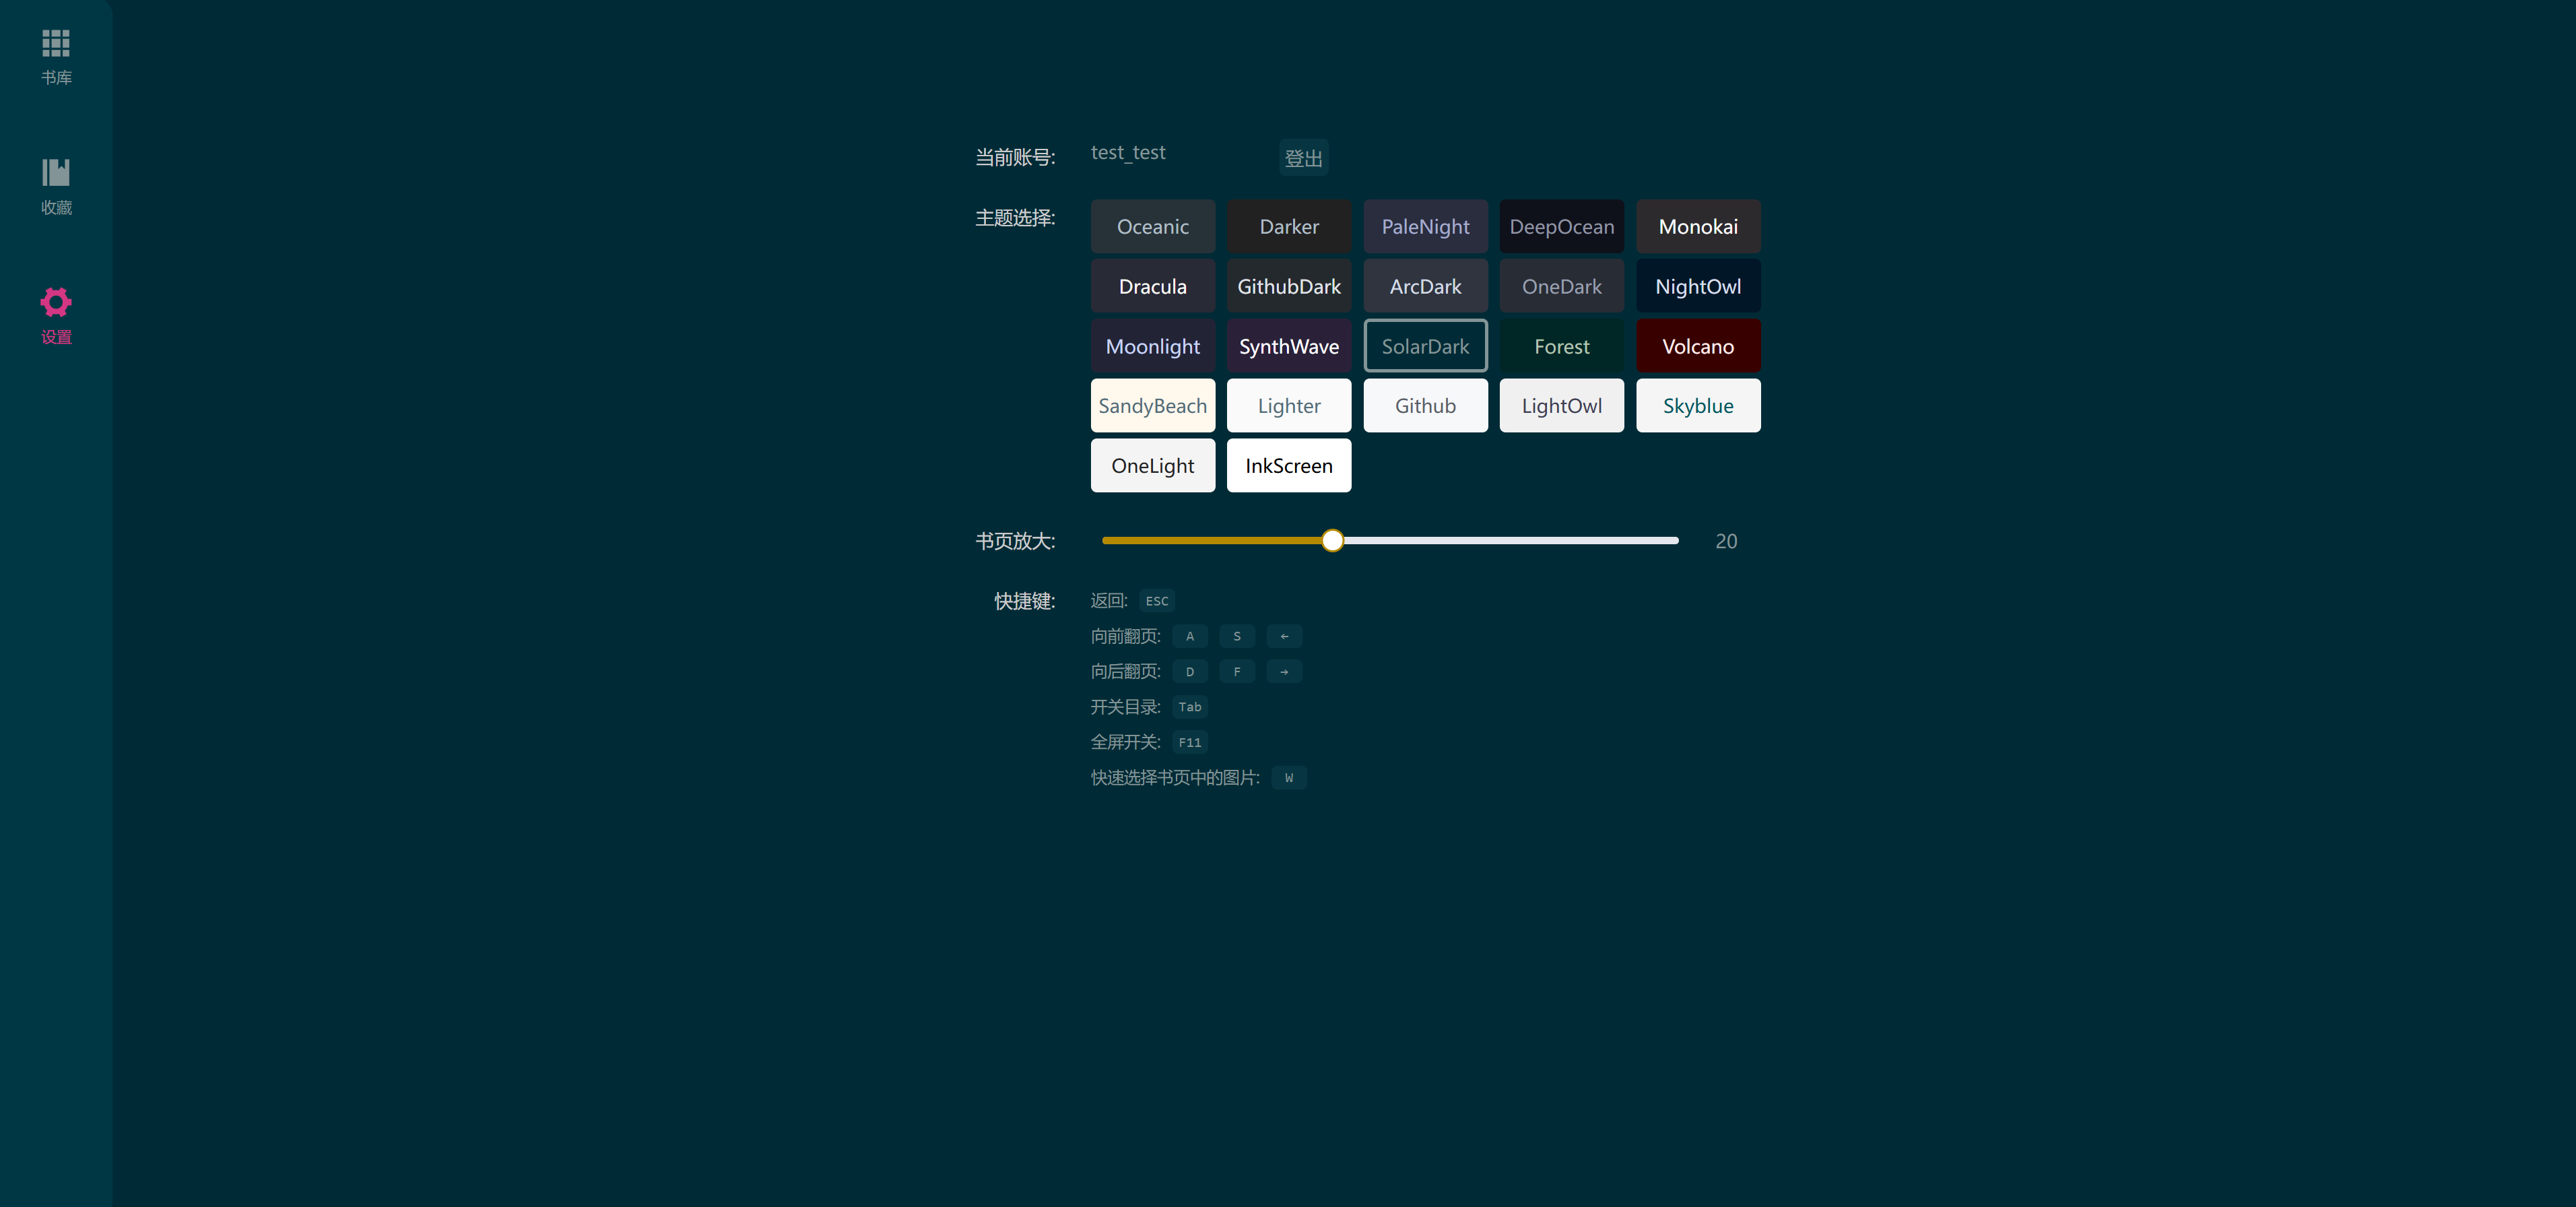 书库
收藏
设置
当前账号: test_test 登出
主题选择: Oceanic Darker PaleNight DeepOcean Monokai
Dracula GithubDark ArcDark OneDark NightOwl
Moonlight SynthWave SolarDark Forest Volcano
SandyBeach Lighter Github LightOwl Skyblue
OneLight InkScreen
书页放大: 20
快捷键: 返回: ESC
向前翻页: A S ←
向后翻页: D F →
开关目录: Tab
全屏开关: F11
快速选择书页中的图片: W